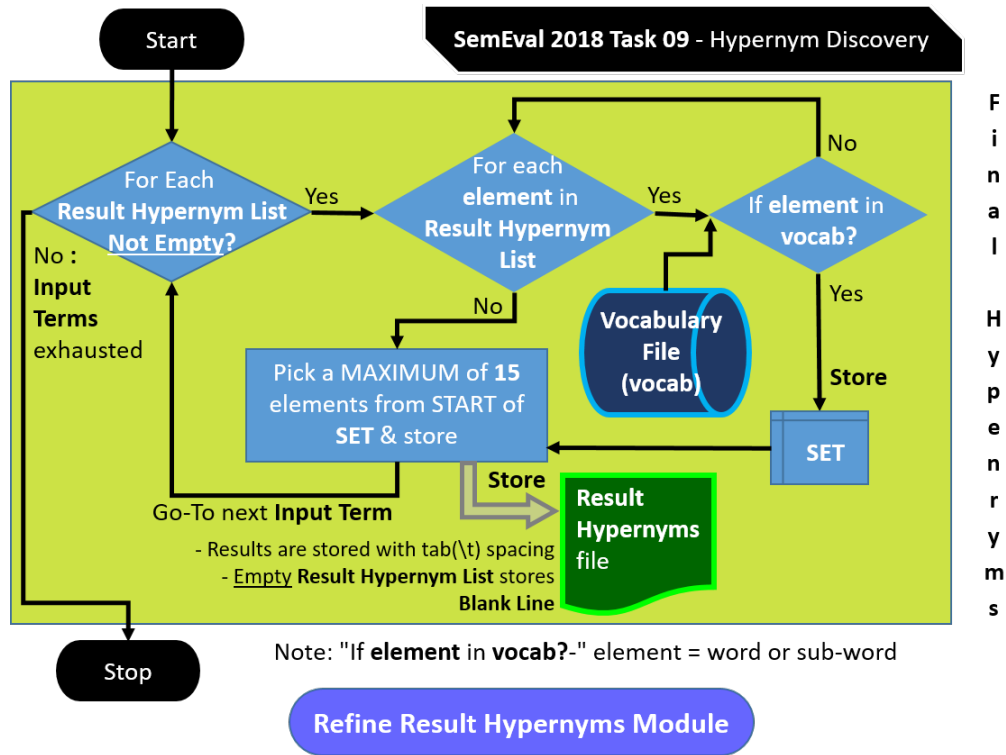 Start
SemEval 2018 Task 09 - Hypernym Discovery
For Each
Result Hypernym List
Not Empty?
Yes
For each
element in
Result Hypernym
List
Yes
If element in
vocab?
No
No :
Input
Terms
exhausted
No
Yes
Vocabulary
File
(vocab)
Store
Pick a MAXIMUM of 15
elements from START of
SET & store
SET
Go-To next Input Term
Store
Result
Hypernyms
file
- Results are stored with tab(\t) spacing
- Empty Result Hypernym List stores
Blank Line
Stop
Note: "If element in vocab?-" element = word or sub-word
Refine Result Hypernyms Module
Final
Hypenryms